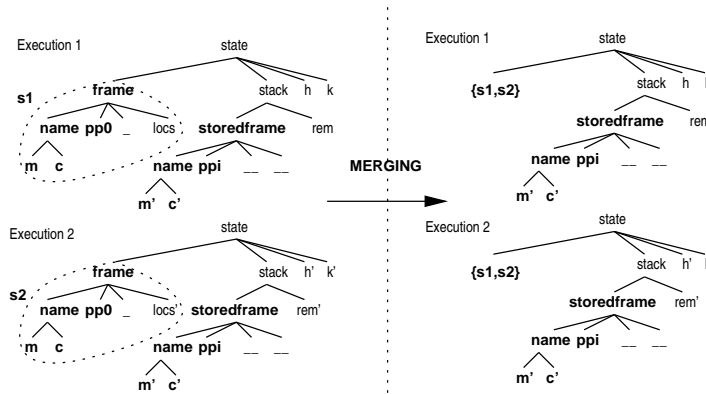 Execution 1
state
s1
frame
stack h k
name pp0 _ locs
storedframe rem
m c
name ppi __ __
m' c'
Execution 2
state
s2
frame
stack h' k'
name pp0 _ locs'
storedframe rem'
m c
name ppi __ __
m' c'
MERGING
Execution 1
state
{s1,s2}
stack h
storedframe rem
name ppi __ __
m' c'
Execution 2
state
{s1,s2}
stack h'
storedframe rem'
name ppi __ __
m' c'